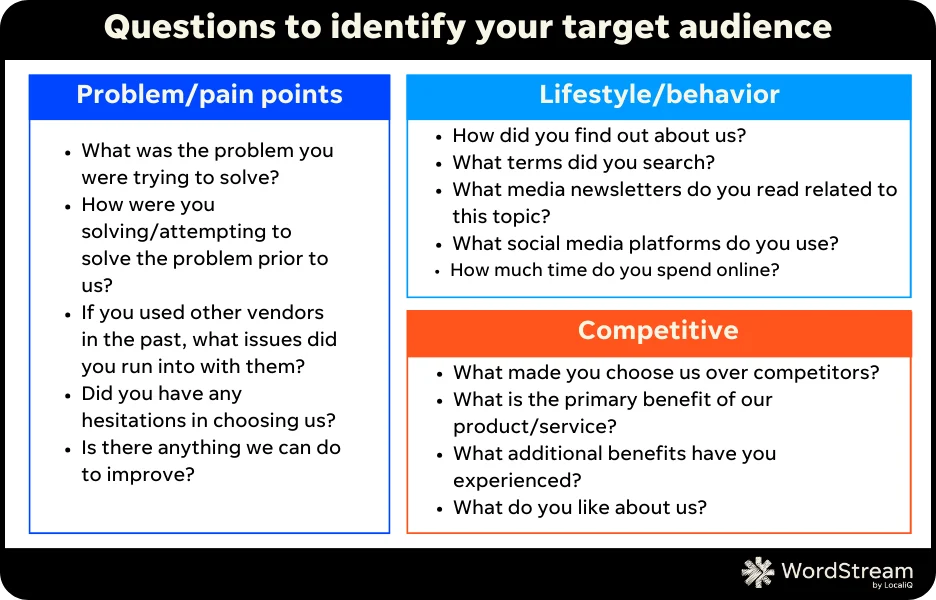 Questions to identify your target audience
Problem/pain points
• What was the problem you
were trying to solve?
• How were you
solving/attempting to
solve the problem prior to
us?
• If you used other vendors
in the past, what issues did
you run into with them?
• Did you have any
hesitations in choosing us?
• Is there anything we can do
to improve?
Lifestyle/behavior
• How did you find out about us?
• What terms did you search?
• What media newsletters do you read related to
this topic?
• What social media platforms do you use?
• How much time do you spend online?
Competitive
• What made you choose us over competitors?
• What is the primary benefit of our
product/service?
• What additional benefits have you
experienced?
• What do you like about us?
WordStream
by LocaliQ